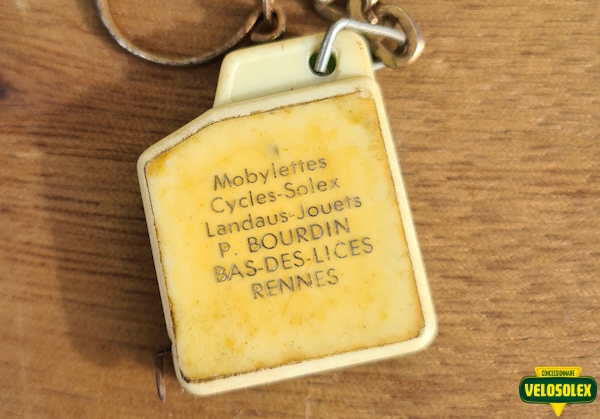 Mobylettes
Cycles-Solex
Landaus-Jouets
P. BOURDIN
BAS-DES-LICES
RENNES
CONCESSIONNAIRE
VELOSOLEX